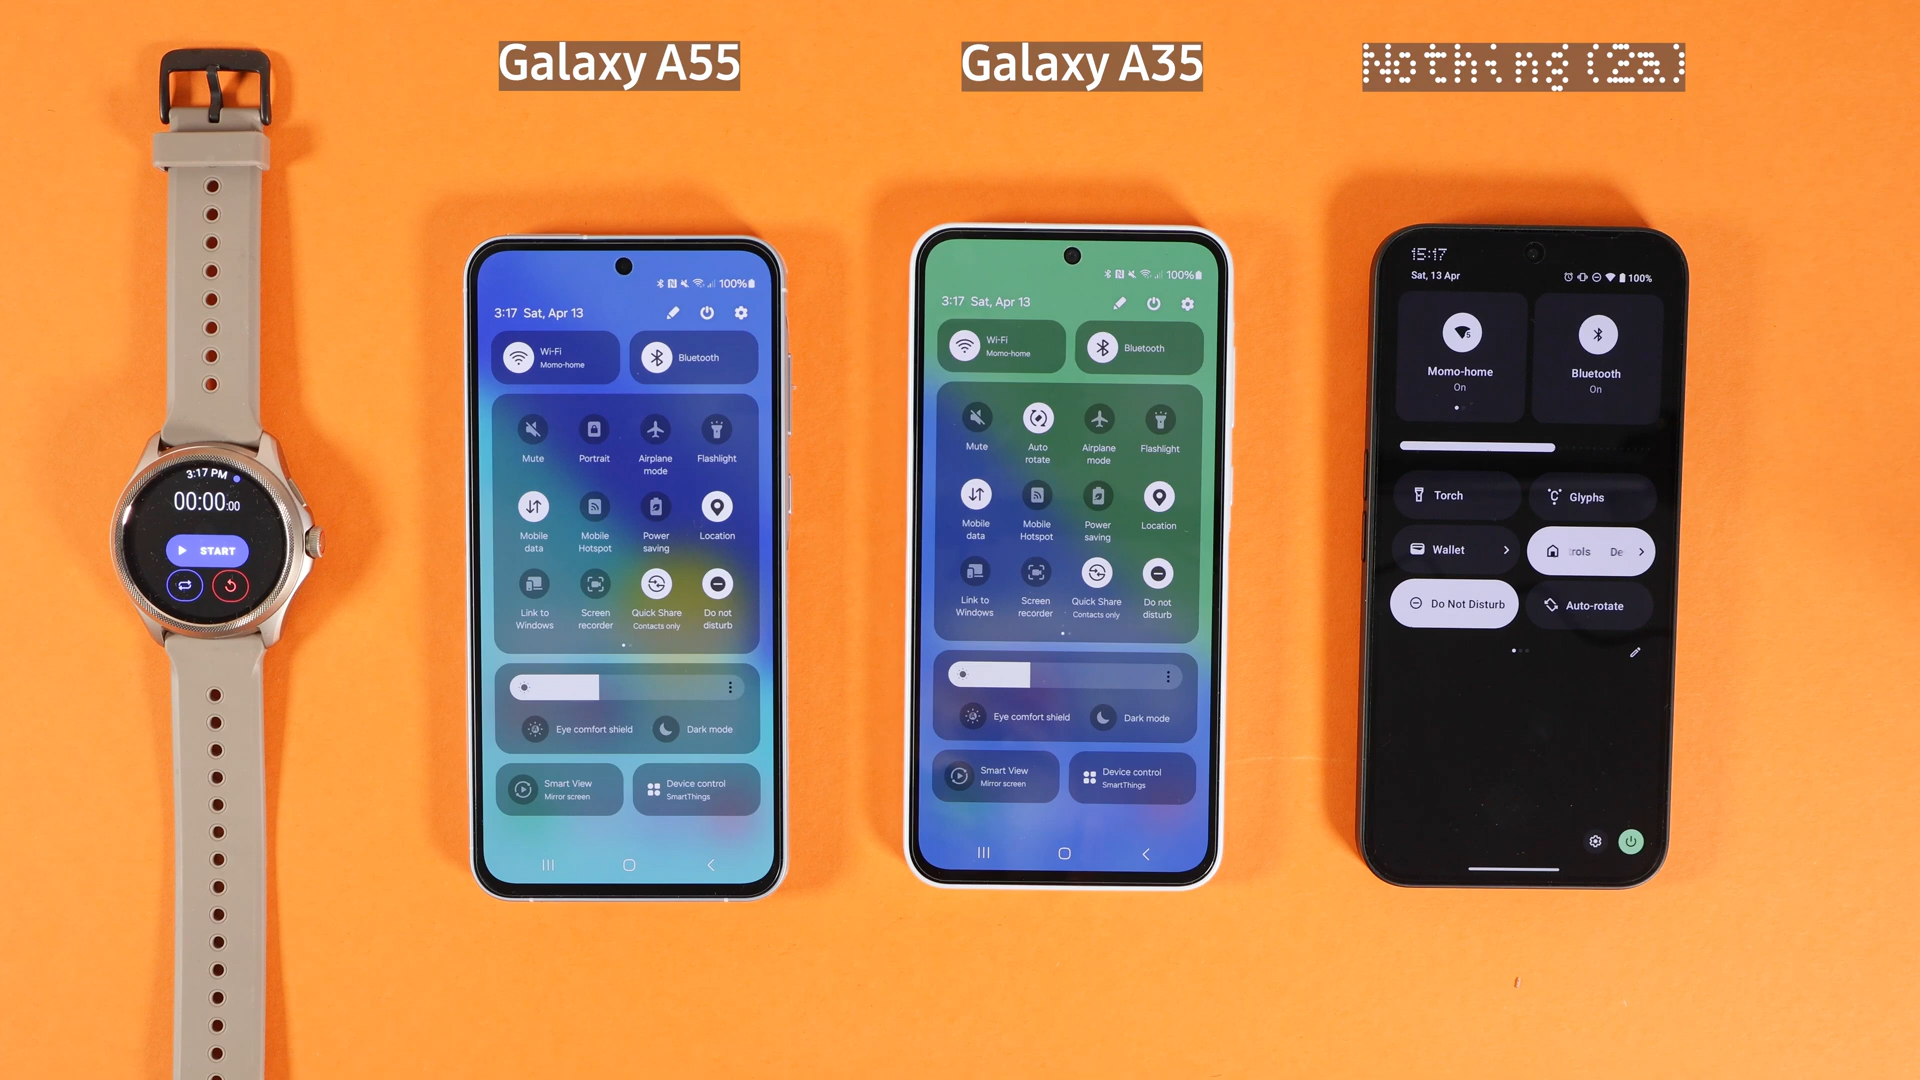 Galaxy A55
Galaxy A35
Nothing (2a)
3:17 PM
00:00:00
START
100%
3:17 Sat, Apr 13
Wi-Fi
Momo-home
Bluetooth
Mute
Portrait
Airplane
mode
Flashlight
Mobile
data
Mobile
Hotspot
Power
saving
Location
Link to
Windows
Screen
recorder
Quick Share
Contacts only
Do not
disturb
Eye comfort shield
Dark mode
Smart View
Mirror screen
Device control
SmartThings
100%
3:17 Sat, Apr 13
Wi-Fi
Momo-home
Bluetooth
Mute
Auto
rotate
Airplane
mode
Flashlight
Mobile
data
Mobile
Hotspot
Power
saving
Location
Link to
Windows
Screen
recorder
Quick Share
Contacts only
Do not
disturb
Eye comfort shield
Dark mode
Smart View
Mirror screen
Device control
SmartThings
15:17
Sat, 13 Apr
100%
Momo-home
On
Bluetooth
On
Torch
Glyphs
Wallet
trols De
Do Not Disturb
Auto-rotate